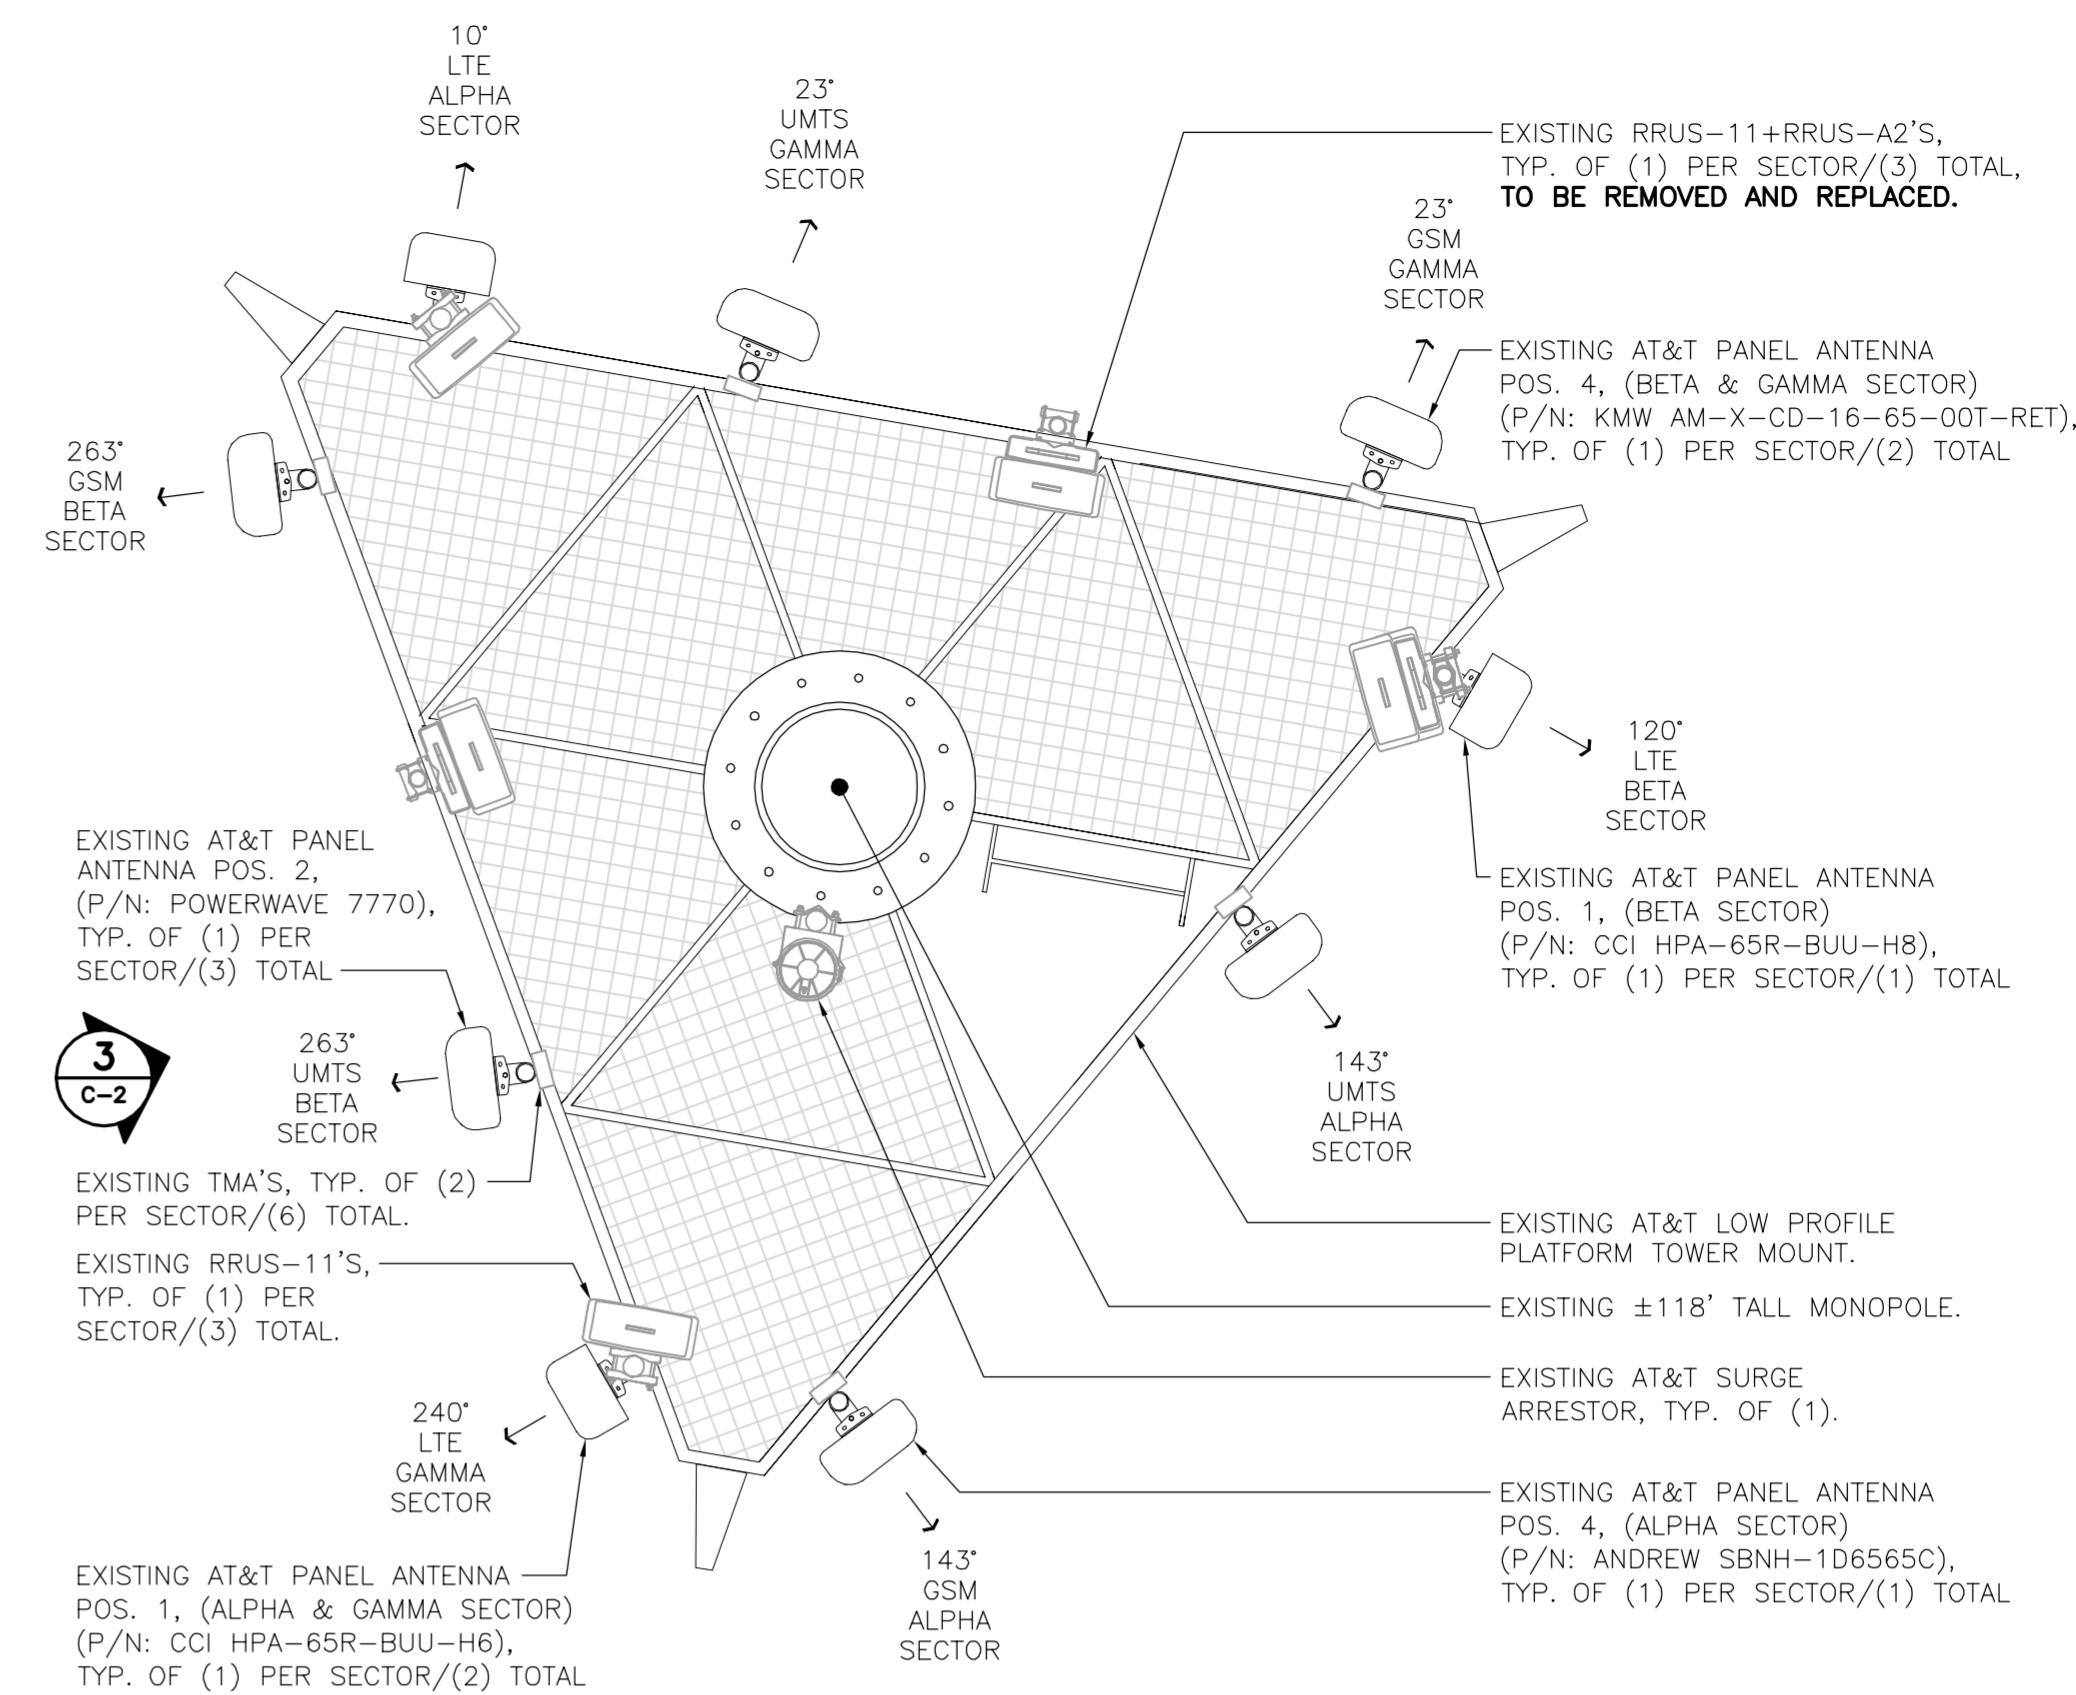 10°
LTE
ALPHA
SECTOR
23°
UMTS
GAMMA
SECTOR
EXISTING RRUS-11+RRUS-A2'S,
TYP. OF (1) PER SECTOR/(3) TOTAL,
TO BE REMOVED AND REPLACED.
23°
GSM
GAMMA
SECTOR
EXISTING AT&T PANEL ANTENNA
POS. 4, (BETA & GAMMA SECTOR)
(P/N: KMW AM-X-CD-16-65-00T-RET),
TYP. OF (1) PER SECTOR/(2) TOTAL
263°
GSM
BETA
SECTOR
120°
LTE
BETA
SECTOR
EXISTING AT&T PANEL
ANTENNA POS. 2,
(P/N: POWERWAVE 7770),
TYP. OF (1) PER
SECTOR/(3) TOTAL
EXISTING AT&T PANEL ANTENNA
POS. 1, (BETA SECTOR)
(P/N: CCI HPA-65R-BUU-H8),
TYP. OF (1) PER SECTOR/(1) TOTAL
3
C-2
263°
UMTS
BETA
SECTOR
143°
UMTS
ALPHA
SECTOR
EXISTING TMA'S, TYP. OF (2)
PER SECTOR/(6) TOTAL.
EXISTING AT&T LOW PROFILE
PLATFORM TOWER MOUNT.
EXISTING RRUS-11'S,
TYP. OF (1) PER
SECTOR/(3) TOTAL.
EXISTING ±118' TALL MONOPOLE.
EXISTING AT&T SURGE
ARRESTOR, TYP. OF (1).
240°
LTE
GAMMA
SECTOR
EXISTING AT&T PANEL ANTENNA
POS. 4, (ALPHA SECTOR)
(P/N: ANDREW SBNH-1D6565C),
TYP. OF (1) PER SECTOR/(1) TOTAL
143°
GSM
ALPHA
SECTOR
EXISTING AT&T PANEL ANTENNA
POS. 1, (ALPHA & GAMMA SECTOR)
(P/N: CCI HPA-65R-BUU-H6),
TYP. OF (1) PER SECTOR/(2) TOTAL